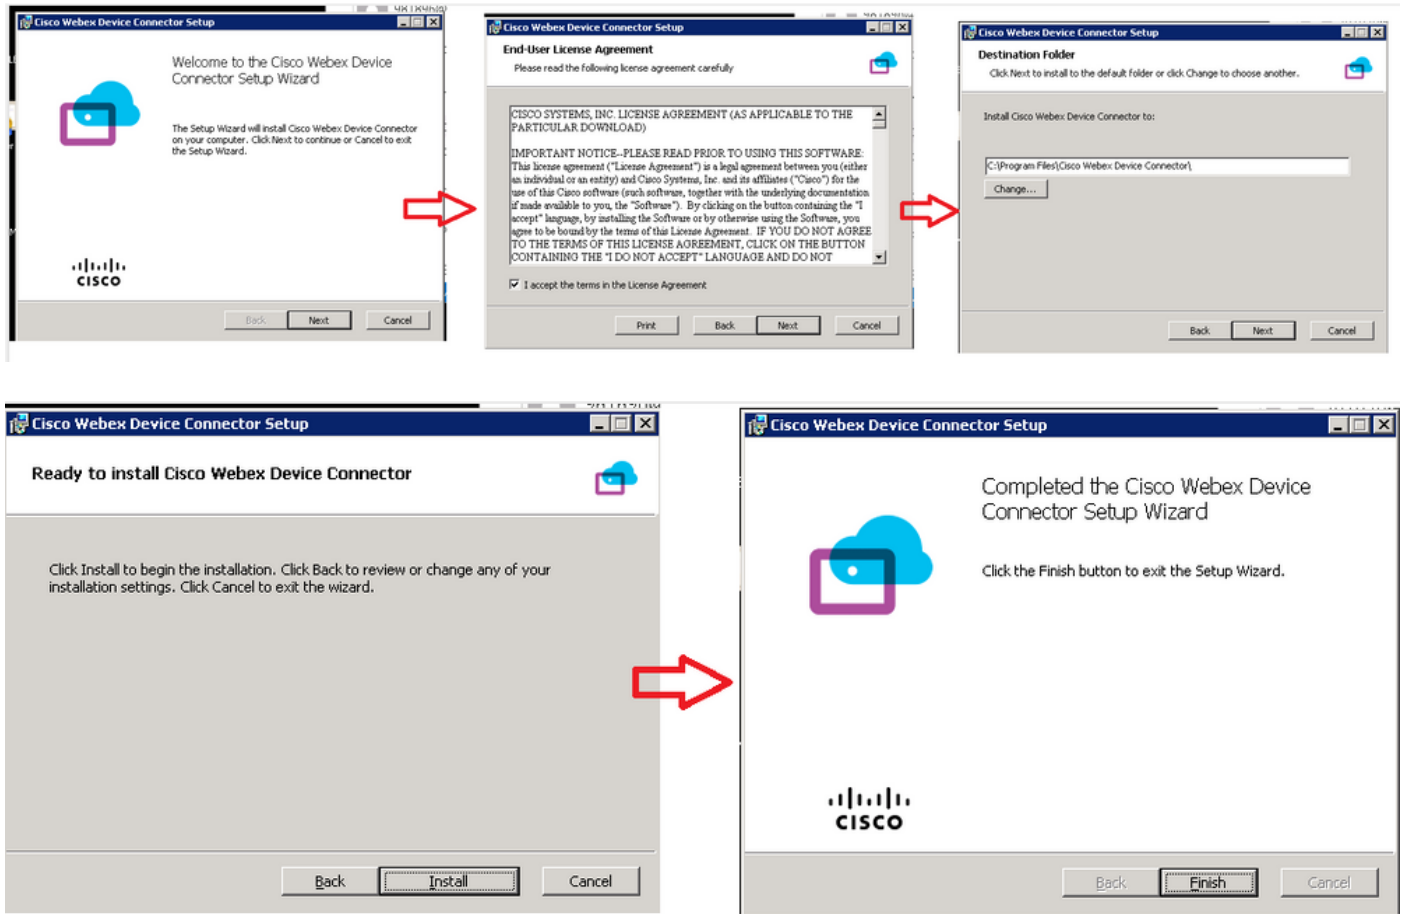 Cisco Webex Device Connector Setup
Welcome to the Cisco Webex Device
Connector Setup Wizard
The Setup Wizard will install Cisco Webex Device Connector
on your computer. Click Next to continue or Cancel to exit
the Setup Wizard.
CISCO
Back
Next
Cancel
Cisco Webex Device Connector Setup
End-User License Agreement
Please read the following license agreement carefully
CISCO SYSTEMS, INC. LICENSE AGREEMENT (AS APPLICABLE TO THE
PARTICULAR DOWNLOAD)
IMPORTANT NOTICE--PLEASE READ PRIOR TO USING THIS SOFTWARE:
This license agreement ("License Agreement") is a legal agreement between you (either
an individual or an entity) and Cisco Systems, Inc. and its affiliates ("Cisco") for the
use of this Cisco software (such software, together with the underlying documentation
if made available to you, the "Software"). By clicking on the button containing the "I
accept" language, by installing the Software or by otherwise using the Software, you
agree to be bound by the terms of this License Agreement. IF YOU DO NOT AGREE
TO THE TERMS OF THIS LICENSE AGREEMENT, CLICK ON THE BUTTON
CONTAINING THE "I DO NOT ACCEPT" LANGUAGE AND DO NOT
I accept the terms in the License Agreement
Print
Back
Next
Cancel
Cisco Webex Device Connector Setup
Destination Folder
Click Next to install to the default folder or click Change to choose another.
Install Cisco Webex Device Connector to:
C:\Program Files\Cisco Webex Device Connector\
Change...
Back
Next
Cancel
Cisco Webex Device Connector Setup
Ready to install Cisco Webex Device Connector
Click Install to begin the installation. Click Back to review or change any of your
installation settings. Click Cancel to exit the wizard.
Back
Install
Cancel
Cisco Webex Device Connector Setup
Completed the Cisco Webex Device
Connector Setup Wizard
Click the Finish button to exit the Setup Wizard.
CISCO
Back
Finish
Cancel